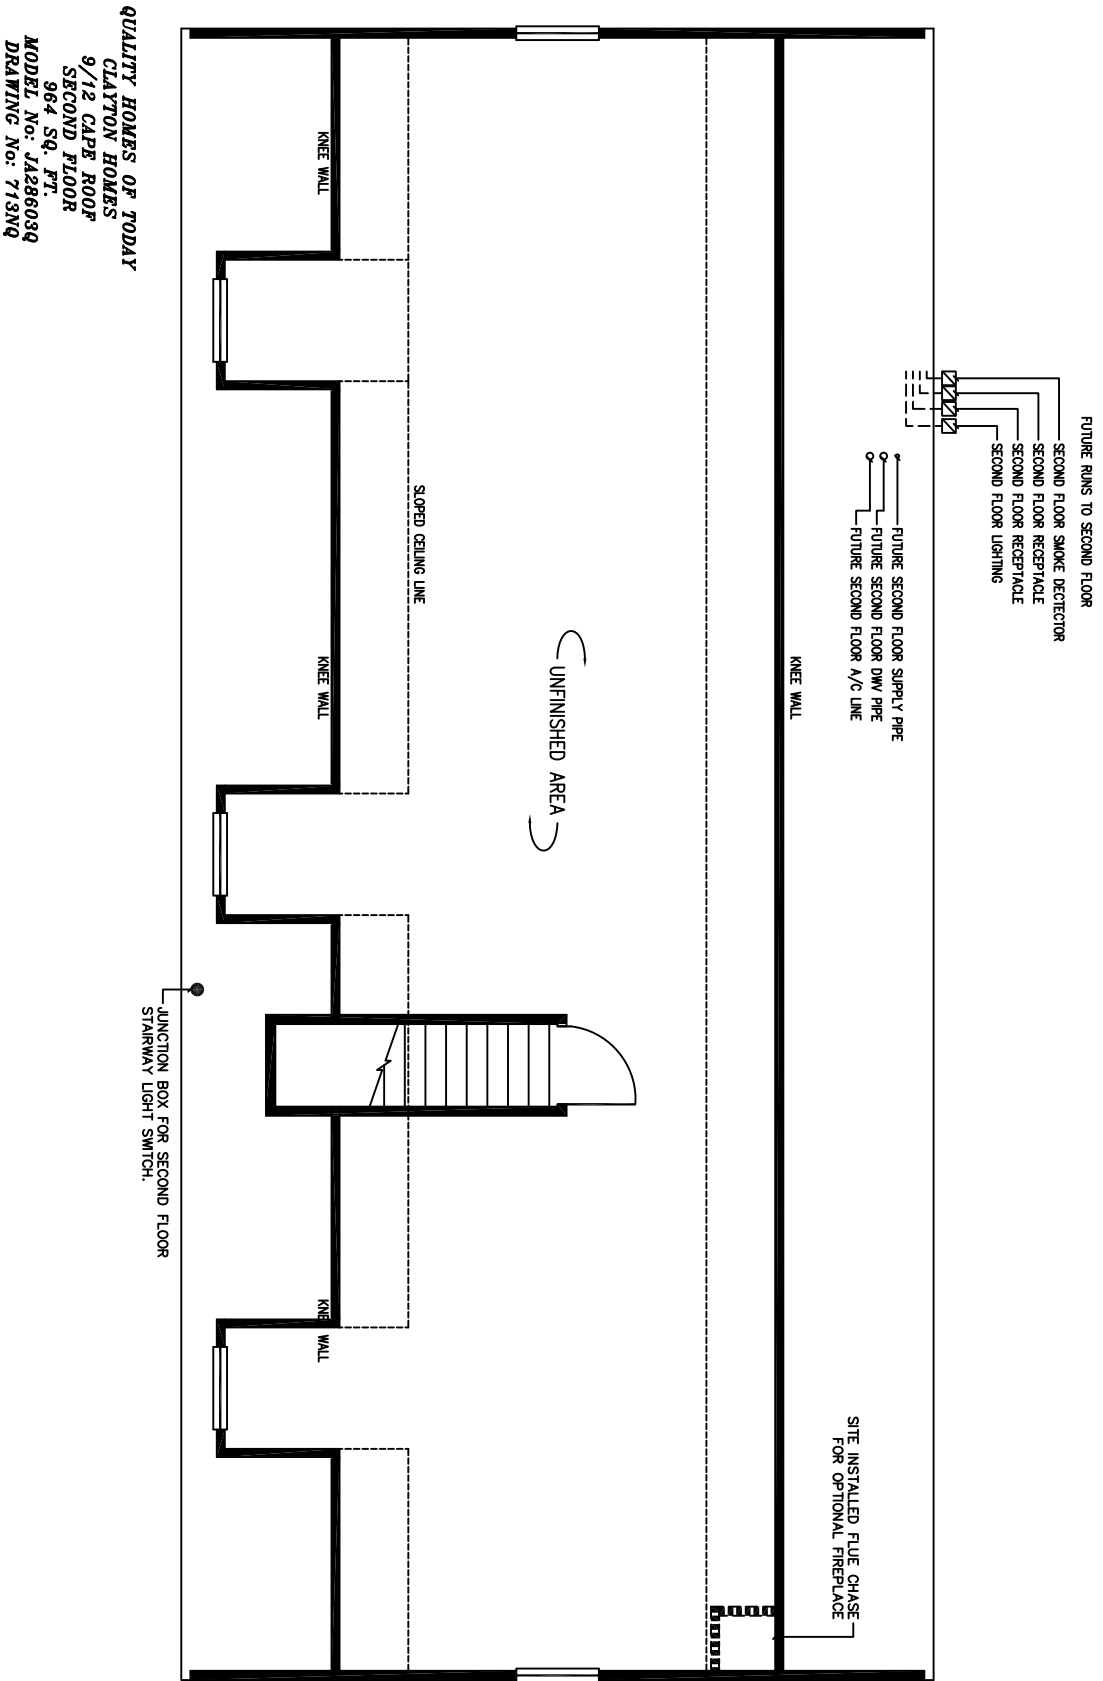 FUTURE RUNS TO SECOND FLOOR
SECOND FLOOR SMOKE DECTECTOR
SECOND FLOOR RECEPTACLE
SECOND FLOOR RECEPTACLE
SECOND FLOOR LIGHTING
FUTURE SECOND FLOOR SUPPLY PIPE
FUTURE SECOND FLOOR DWV PIPE
FUTURE SECOND FLOOR A/C LINE
SITE INSTALLED FLUE CHASE
FOR OPTIONAL FIREPLACE
KNEE WALL
UNFINISHED AREA
SLOPED CEILING LINE
KNEE WALL
KNEE WALL
KNEE WALL
JUNCTION BOX FOR SECOND FLOOR
STAIRWAY LIGHT SWITCH.
QUALITY HOMES OF TODAY
CLAYTON HOMES
9/12 CAPE ROOF
SECOND FLOOR
964 SQ. FT.
MODEL No: JA28603Q
DRAWING No: 713NQ